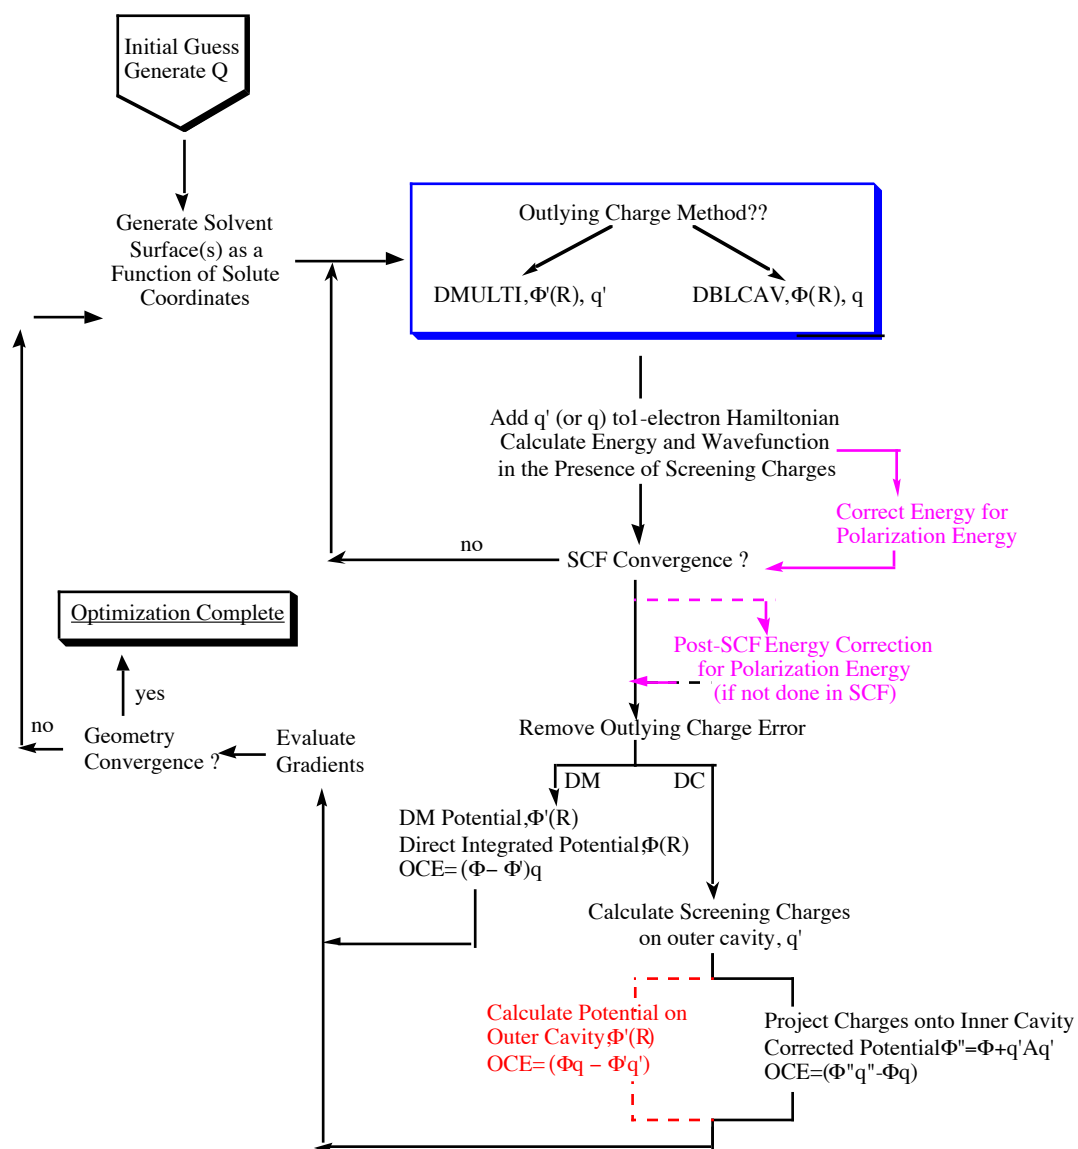 Initial Guess
Generate Q
Generate Solvent
Surface(s) as a
Function of Solute
Coordinates
Outlying Charge Method??
DMULTI,Φ'(R), q'
DBLCAV,Φ(R), q
Add q' (or q) to1-electron Hamiltonian
Calculate Energy and Wavefunction
in the Presence of Screening Charges
Correct Energy for
Polarization Energy
no
SCF Convergence ?
Optimization Complete
Post-SCF Energy Correction
for Polarization Energy
(if not done in SCF)
yes
no
Geometry
Convergence ?
Evaluate
Gradients
Remove Outlying Charge Error
DM
DC
DM Potential,Φ'(R)
Direct Integrated Potential,Φ(R)
OCE= (Φ– Φ')q
Calculate Screening Charges
on outer cavity, q'
Calculate Potential on
Outer Cavity,Φ'(R)
OCE= (Φq – Φ'q')
Project Charges onto Inner Cavity
Corrected PotentialΦ"=Φ+q'Aq'
OCE=(Φ"q"-Φq)